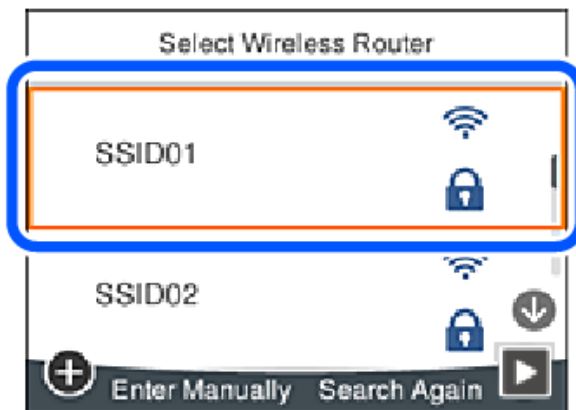 Select Wireless Router
SSID01
SSID02
Enter Manually Search Again